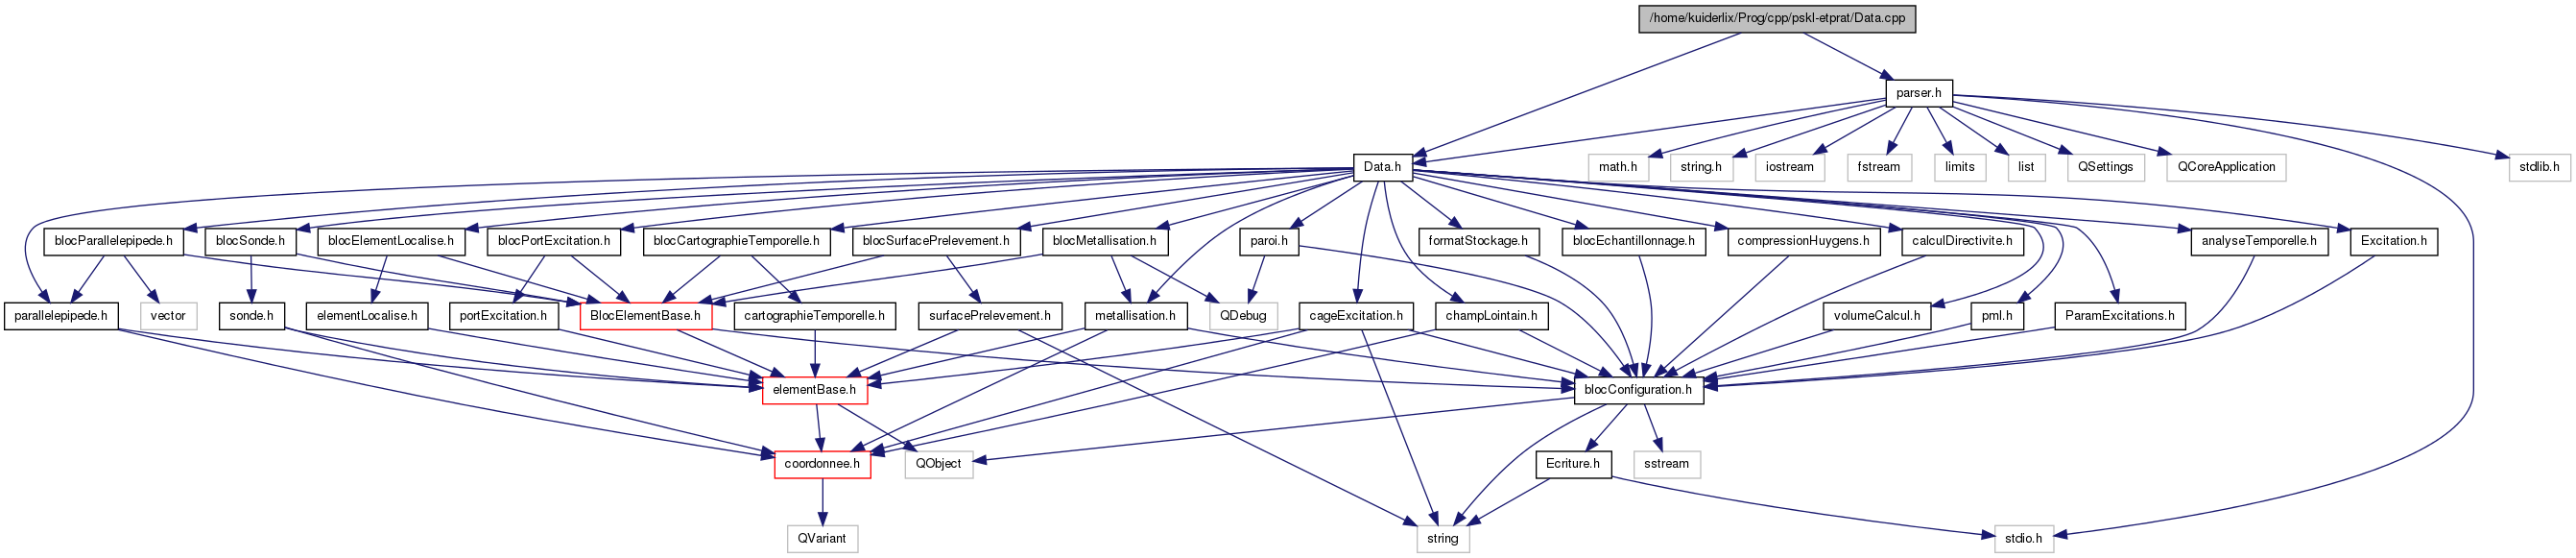 /home/kuiderlix/Prog/cpp/pskl-etprat/Data.cpp
parser.h
Data.h
math.h
string.h
iostream
fstream
limits
list
QSettings
QCoreApplication
stdlib.h
blocParallelepipede.h
blocSonde.h
blocElementLocalise.h
blocPortExcitation.h
blocCartographieTemporelle.h
blocSurfacePrelevement.h
blocMetallisation.h
paroi.h
formatStockage.h
blocEchantillonnage.h
compressionHuygens.h
calculDirectivite.h
analyseTemporelle.h
Excitation.h
parallelepipede.h
vector
sonde.h
elementLocalise.h
portExcitation.h
BlocElementBase.h
cartographieTemporelle.h
surfacePrelevement.h
metallisation.h
QDebug
cageExcitation.h
champLointain.h
volumeCalcul.h
pml.h
ParamExcitations.h
elementBase.h
blocConfiguration.h
coordonnee.h
QObject
Ecriture.h
sstream
QVariant
string
stdio.h